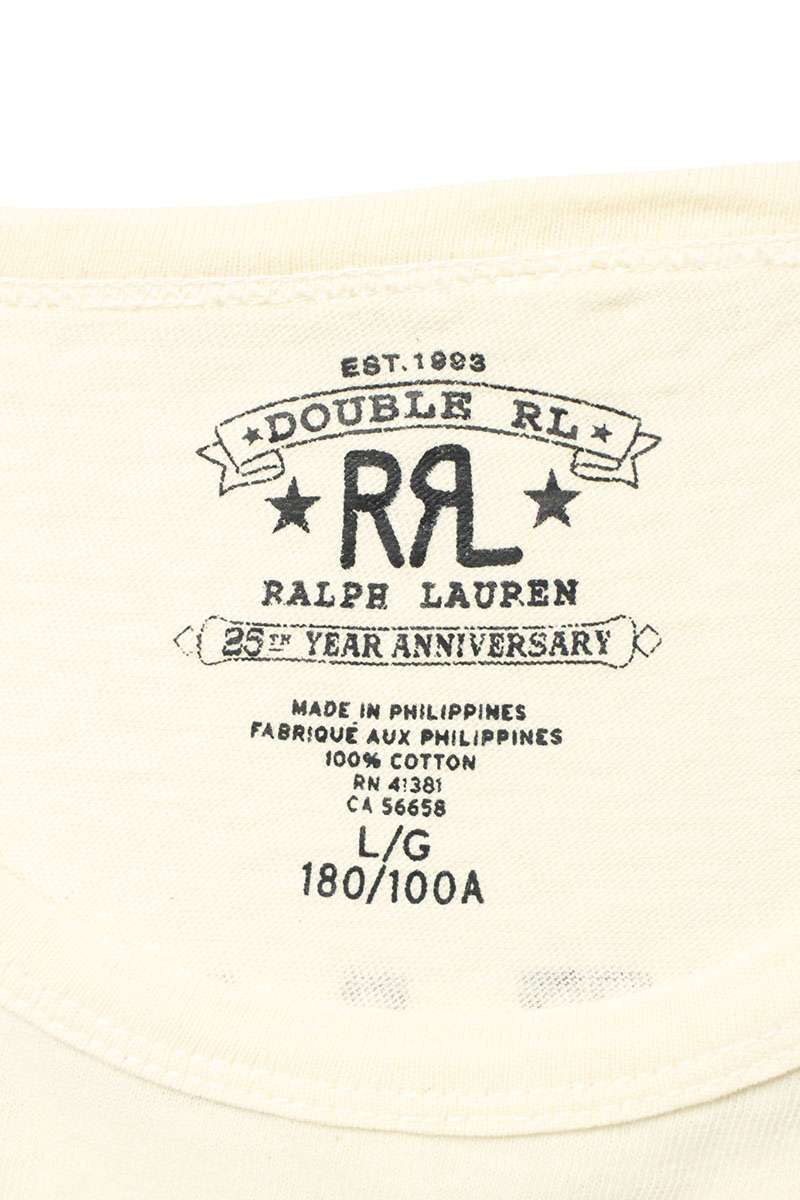 EST. 1993
DOUBLE RL
RRL
RALPH LAUREN
25TH YEAR ANNIVERSARY
MADE IN PHILIPPINES
FABRIQUÉ AUX PHILIPPINES
100% COTTON
RN 41381
CA 56658
L/G
180/100A